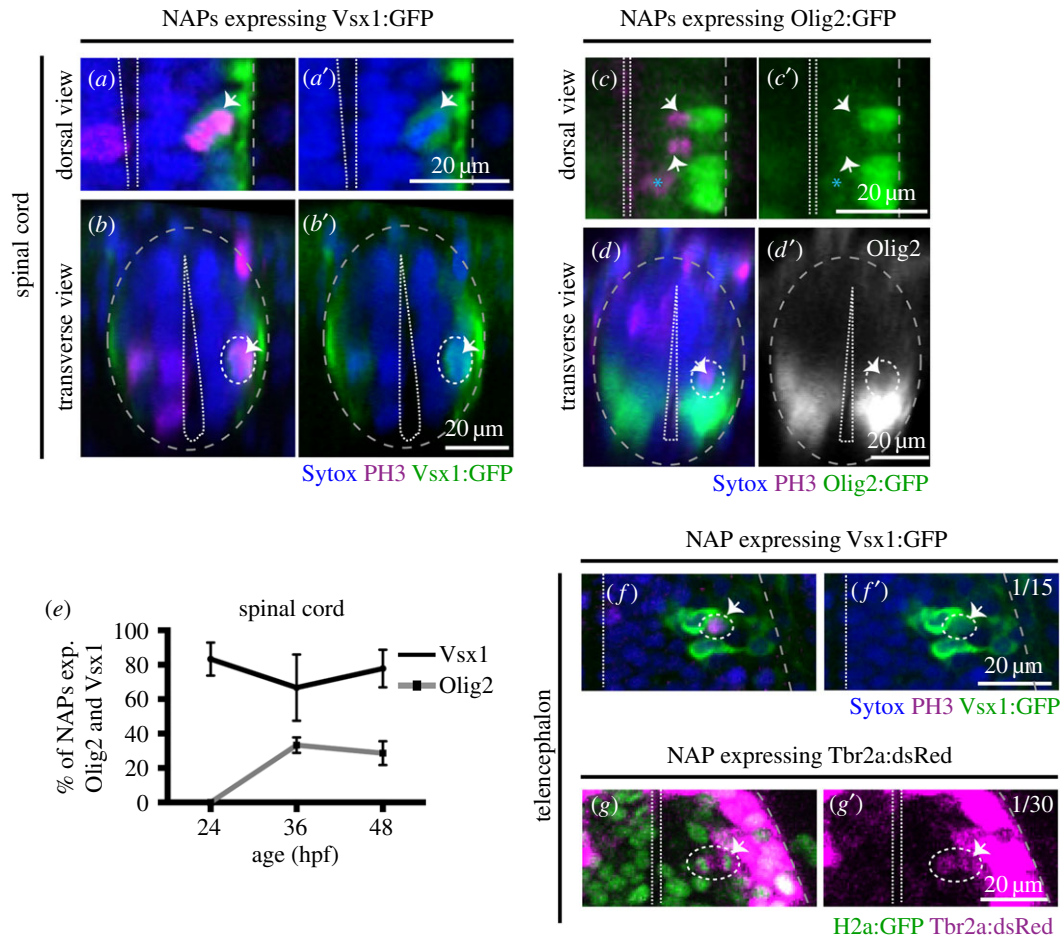 NAPs expressing Vsx1:GFP
NAPs expressing Olig2:GFP
spinal cord
dorsal view
(a)
(a′)
20 µm
transverse view
(b)
(b′)
20 µm
Sytox PH3 Vsx1:GFP
dorsal view
(c)
(c′)
*
*
20 µm
transverse view
(d)
(d′)
Olig2
20 µm
Sytox PH3 Olig2:GFP
(e)
spinal cord
% of NAPs exp.
Olig2 and Vsx1
100
80
60
40
20
0
24
36
48
age (hpf)
Vsx1
Olig2
NAP expressing Vsx1:GFP
telencephalon
(f)
(f′)
1/15
20 µm
Sytox PH3 Vsx1:GFP
NAP expressing Tbr2a:dsRed
(g)
(g′)
1/30
20 µm
H2a:GFP Tbr2a:dsRed